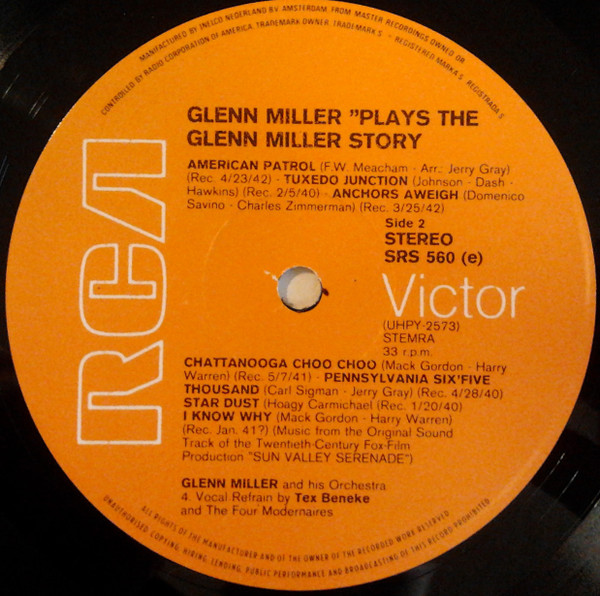 MANUFACTURED BY INELCO NEDERLAND B.V. AMSTERDAM, FROM MASTER RECORDINGS OWNED OR
CONTROLLED BY RADIO CORPORATION OF AMERICA, TRADEMARK OWNER. TRADEMARK S - REGISTERED MARKA S REGISTRADA S
GLENN MILLER "PLAYS THE
GLENN MILLER STORY
AMERICAN PATROL (F.W. Meacham - Arr.: Jerry Gray)
(Rec. 4/23/42) - TUXEDO JUNCTION (Johnson - Dash -
Hawkins) (Rec. 2/5/40) - ANCHORS AWEIGH (Domenico
Savino - Charles Zimmerman) (Rec. 3/25/42)
Side 2
STEREO
SRS 560 (e)
RCA
Victor
(UHPY-2573)
STEMRA
33 r.p.m.
CHATTANOOGA CHOO CHOO (Mack Gordon - Harry
Warren) (Rec. 5/7/41) - PENNSYLVANIA SIX'FIVE
THOUSAND (Carl Sigman - Jerry Gray) (Rec. 4/28/40)
STAR DUST (Hoagy Carmichael (Rec. 1/20/40)
I KNOW WHY (Mack Gordon - Harry Warren)
(Rec. Jan. 41?) (Music from the Original Sound
Track of the Twentieth-Century Fox-Film
Production "SUN VALLEY SERENADE")
GLENN MILLER and his Orchestra
4. Vocal Refrain by Tex Beneke
and The Four Modernaires
ALL RIGHTS OF THE MANUFACTURER AND OF THE OWNER OF THE RECORDED WORK RESERVED.
UNAUTHORISED COPYING, HIRING, LENDING, PUBLIC PERFORMANCE AND BROADCASTING OF THIS RECORD PROHIBITED